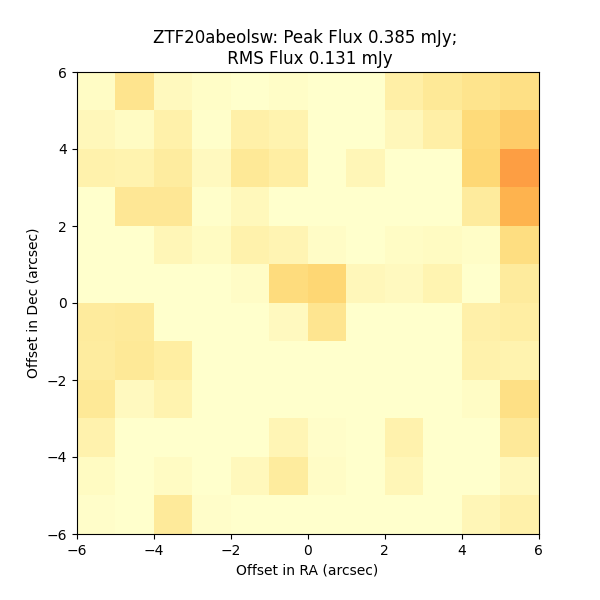 ZTF20abeolsw: Peak Flux 0.385 mJy;
RMS Flux 0.131 mJy
6
4
2
0
−2
−4
−6
Offset in Dec (arcsec)
−6 −4 −2 0 2 4 6
Offset in RA (arcsec)